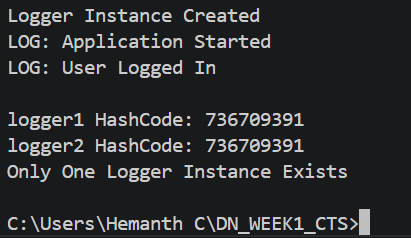 Logger Instance Created
LOG: Application Started
LOG: User Logged In
logger1 HashCode: 736709391
logger2 HashCode: 736709391
Only One Logger Instance Exists
C:\Users\Hemanth C\DN_WEEK1_CTS>